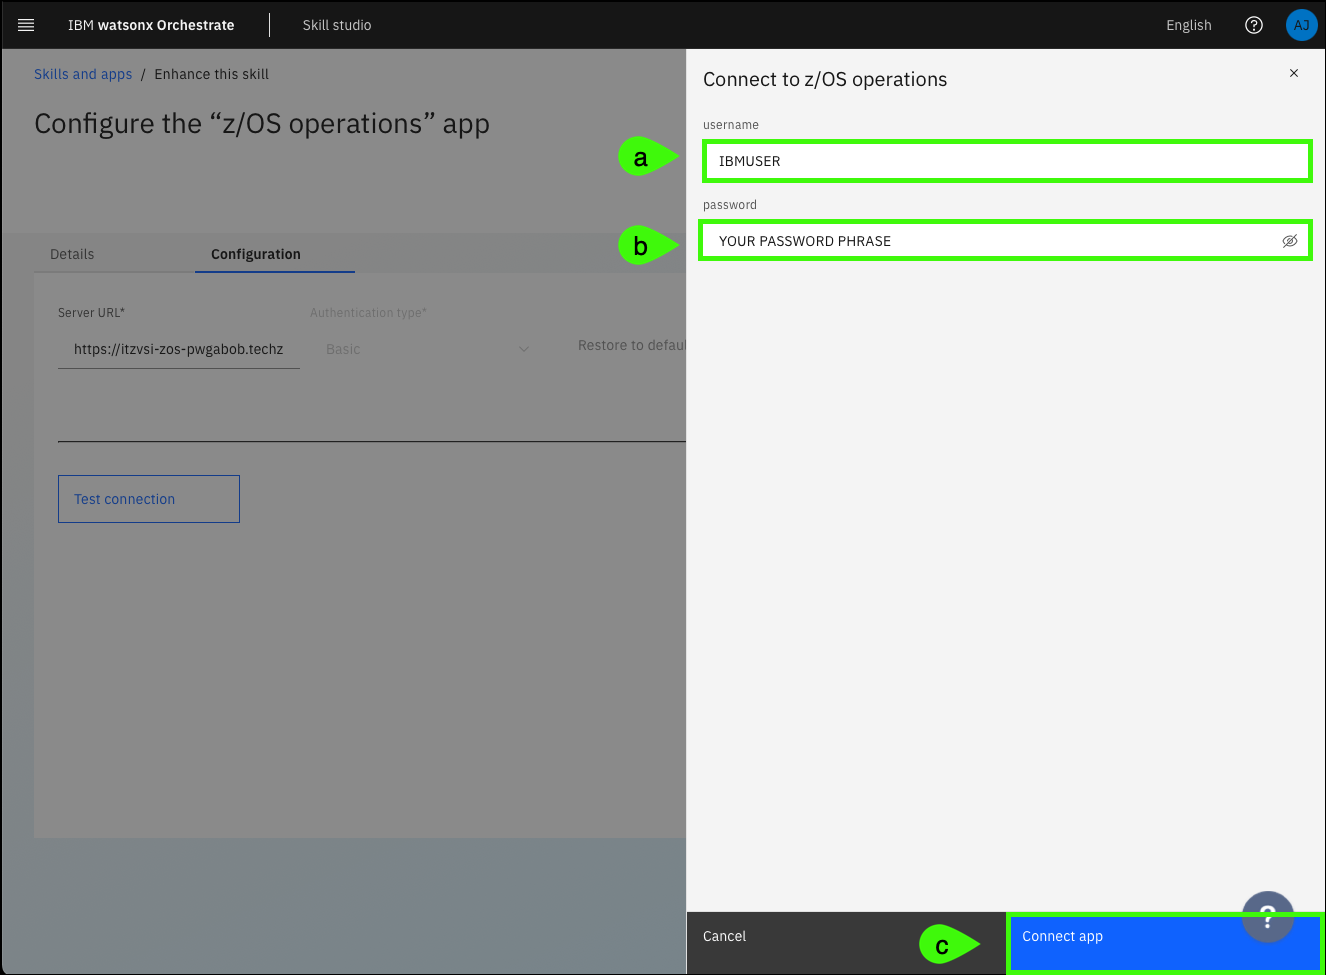 IBM watsonx Orchestrate
Skill studio
English
AJ
Skills and apps / Enhance this skill
Configure the “z/OS operations” app
Details
Configuration
Server URL*
Authentication type*
https://itzvsi-zos-pwgabob.techz
Basic
Restore to defaul
Test connection
Connect to z/OS operations
username
a
IBMUSER
password
b
YOUR PASSWORD PHRASE
Cancel
c
Connect app
?